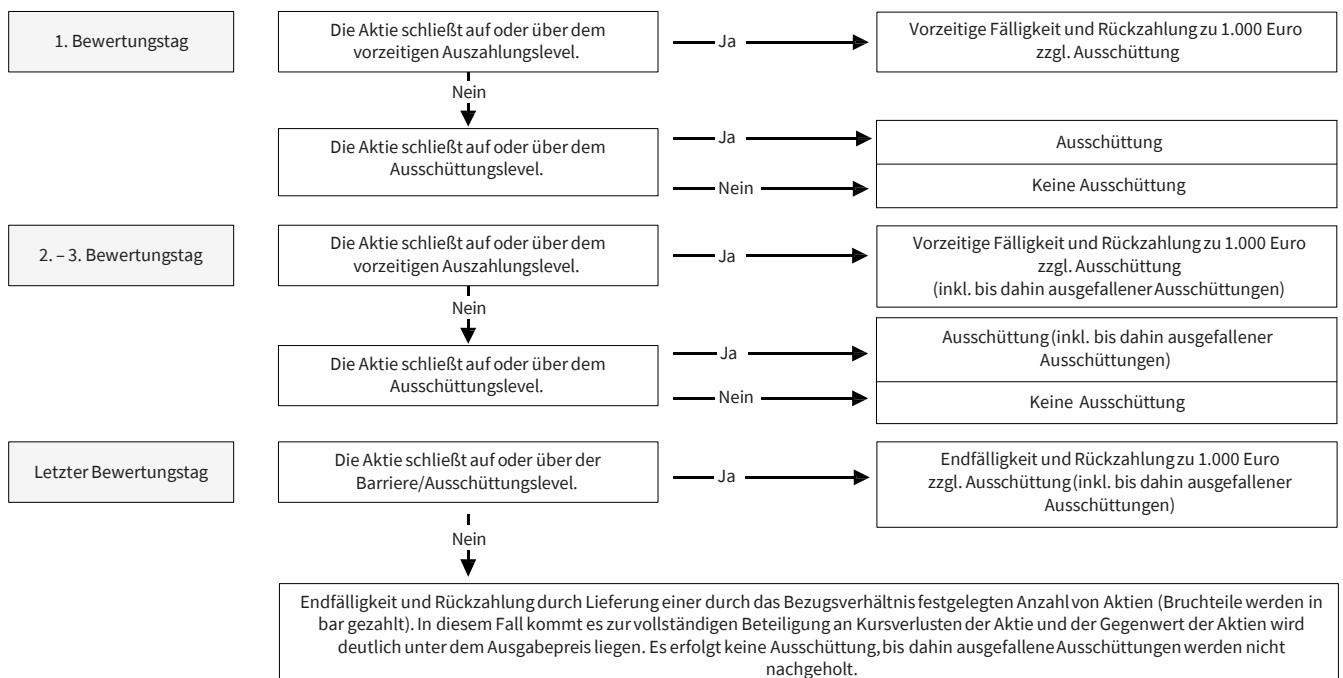 1. Bewertungstag
Die Aktie schließt auf oder über dem
vorzeitigen Auszahlungslevel.
Ja
Vorzeitige Fälligkeit und Rückzahlung zu 1.000 Euro
zzgl. Ausschüttung
Nein
Die Aktie schließt auf oder über dem
Ausschüttungslevel.
Ja
Ausschüttung
Nein
Keine Ausschüttung
2. – 3. Bewertungstag
Die Aktie schließt auf oder über dem
vorzeitigen Auszahlungslevel.
Ja
Vorzeitige Fälligkeit und Rückzahlung zu 1.000 Euro
zzgl. Ausschüttung
(inkl. bis dahin ausgefallener Ausschüttungen)
Nein
Die Aktie schließt auf oder über dem
Ausschüttungslevel.
Ja
Ausschüttung (inkl. bis dahin ausgefallener
Ausschüttungen)
Nein
Keine Ausschüttung
Letzter Bewertungstag
Die Aktie schließt auf oder über der
Barriere/Ausschüttungslevel.
Ja
Endfälligkeit und Rückzahlung zu 1.000 Euro
zzgl. Ausschüttung (inkl. bis dahin ausgefallener
Ausschüttungen)
Nein
Endfälligkeit und Rückzahlung durch Lieferung einer durch das Bezugsverhältnis festgelegten Anzahl von Aktien (Bruchteile werden in
bar gezahlt). In diesem Fall kommt es zur vollständigen Beteiligung an Kursverlusten der Aktie und der Gegenwert der Aktien wird
deutlich unter dem Ausgabepreis liegen. Es erfolgt keine Ausschüttung, bis dahin ausgefallene Ausschüttungen werden nicht
nachgeholt.